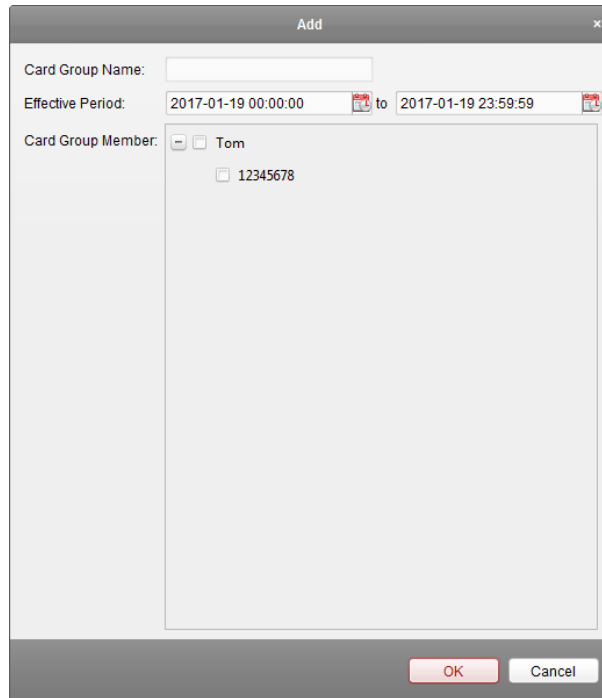 Add
Card Group Name:
Effective Period: 2017-01-19 00:00:00 to 2017-01-19 23:59:59
Card Group Member: Tom
12345678
OK Cancel